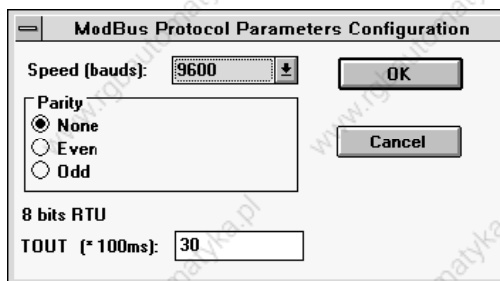 ModBus Protocol Parameters Configuration
Speed (bauds): 9600
OK
Parity
None
Even
Odd
Cancel
8 bits RTU
TOUT (* 100ms): 30